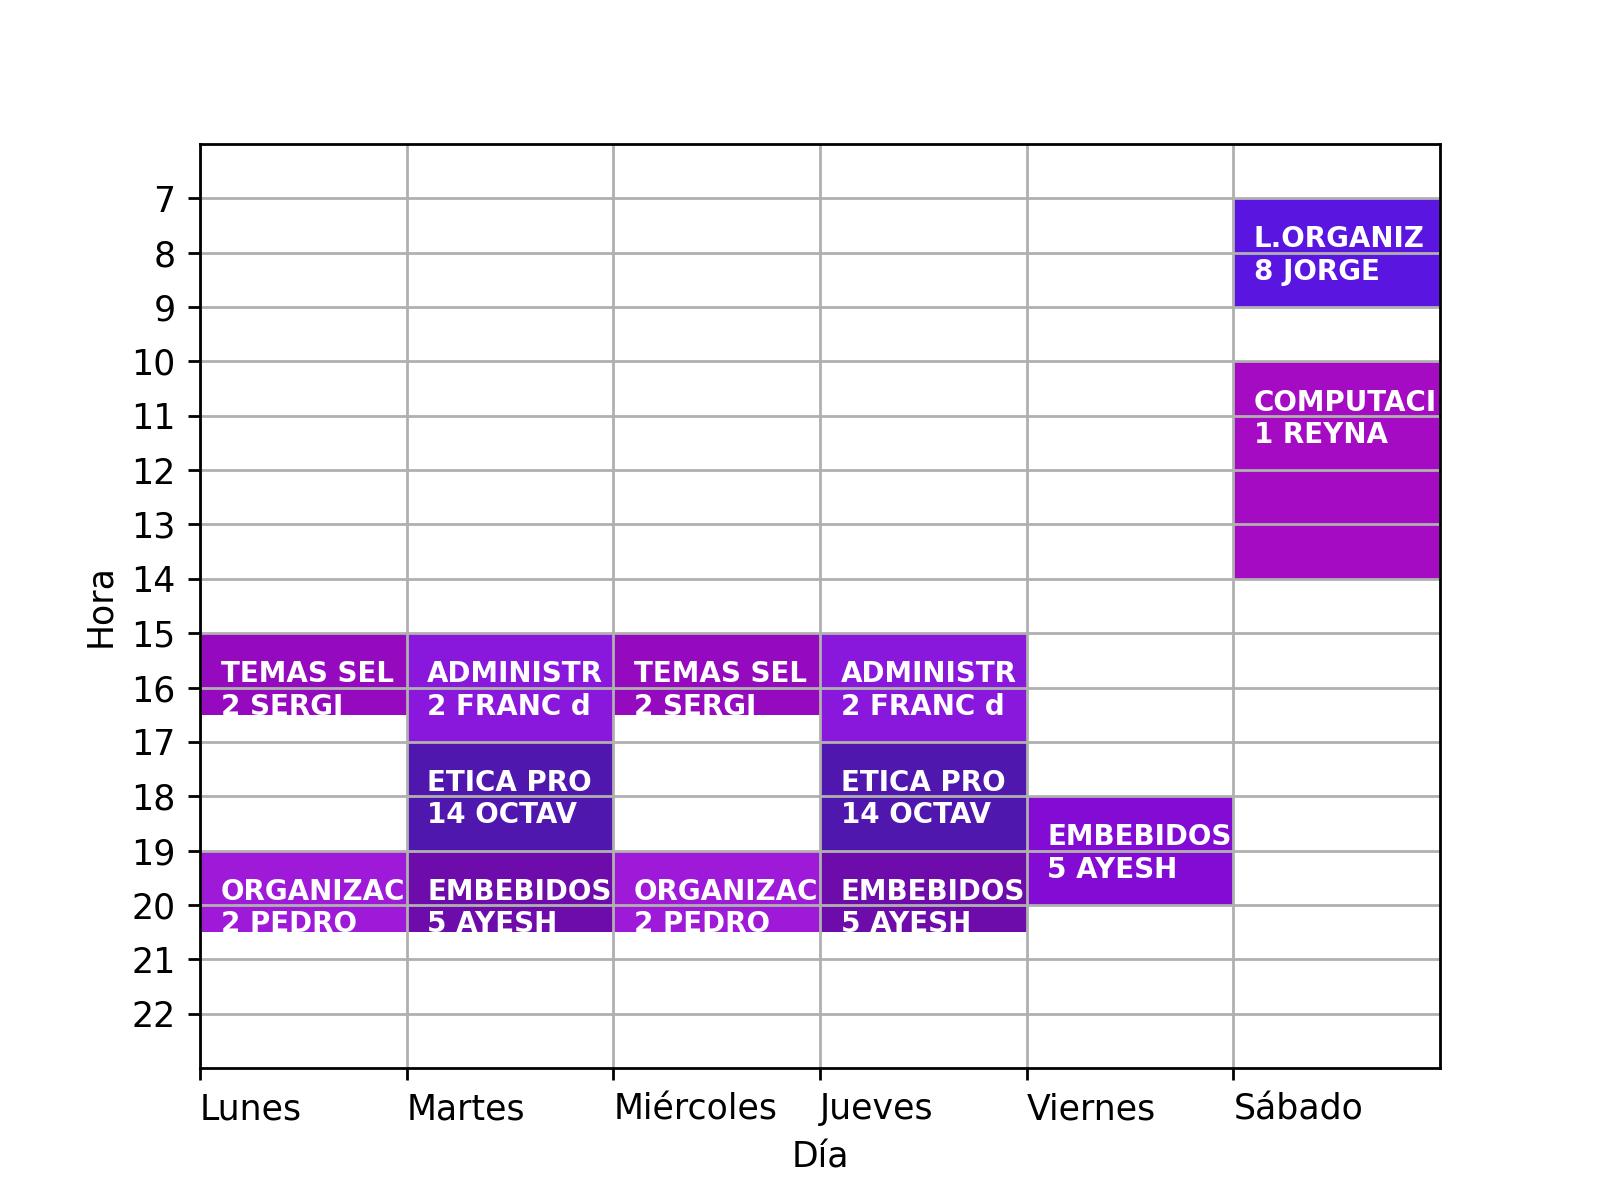 7
8
9
10
11
12
13
14
15
16
17
18
19
20
21
22
Hora
L.ORGANIZ
8 JORGE
COMPUTACI
1 REYNA
TEMAS SEL
2 SERGI
ADMINISTR
2 FRANC d
TEMAS SEL
2 SERGI
ADMINISTR
2 FRANC d
ETICA PRO
14 OCTAV
ETICA PRO
14 OCTAV
EMBEBIDOS
5 AYESH
ORGANIZAC
2 PEDRO
EMBEBIDOS
5 AYESH
ORGANIZAC
2 PEDRO
EMBEBIDOS
5 AYESH
Lunes
Martes
Miércoles
Jueves
Viernes
Sábado
Día